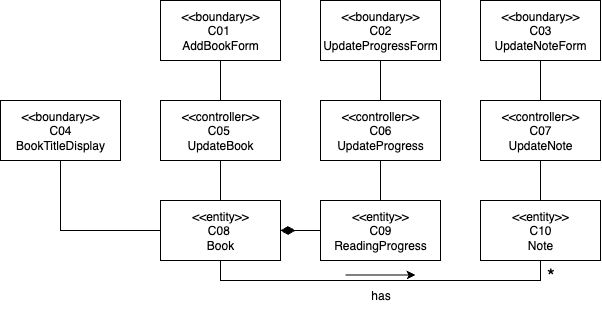 <<boundary>>
C01
AddBookForm
<<boundary>>
C02
UpdateProgressForm
<<boundary>>
C03
UpdateNoteForm
<<boundary>>
C04
BookTitleDisplay
<<controller>>
C05
UpdateBook
<<controller>>
C06
UpdateProgress
<<controller>>
C07
UpdateNote
<<entity>>
C08
Book
<<entity>>
C09
ReadingProgress
<<entity>>
C10
Note
*
has